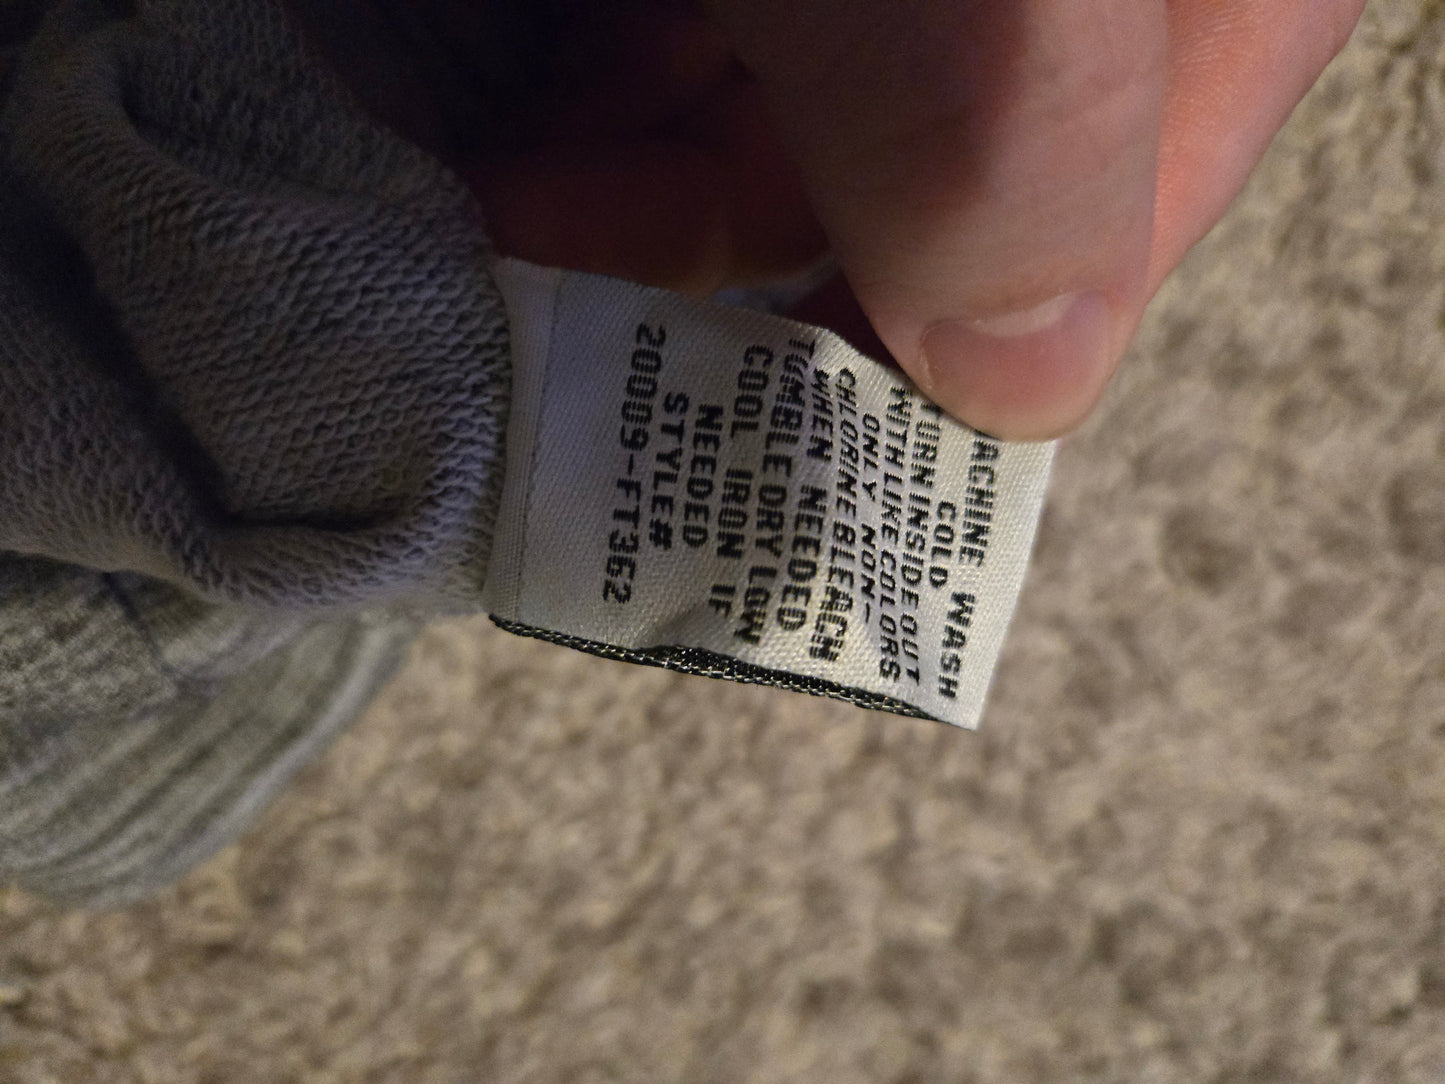 MACHINE WASH
COLD
TURN INSIDE OUT
WITH LIKE COLORS
ONLY NON-
CHLORINE BLEACH
WHEN NEEDED
TUMBLE DRY LOW
COOL IRON IF
NEEDED
STYLE#
20009-FT362